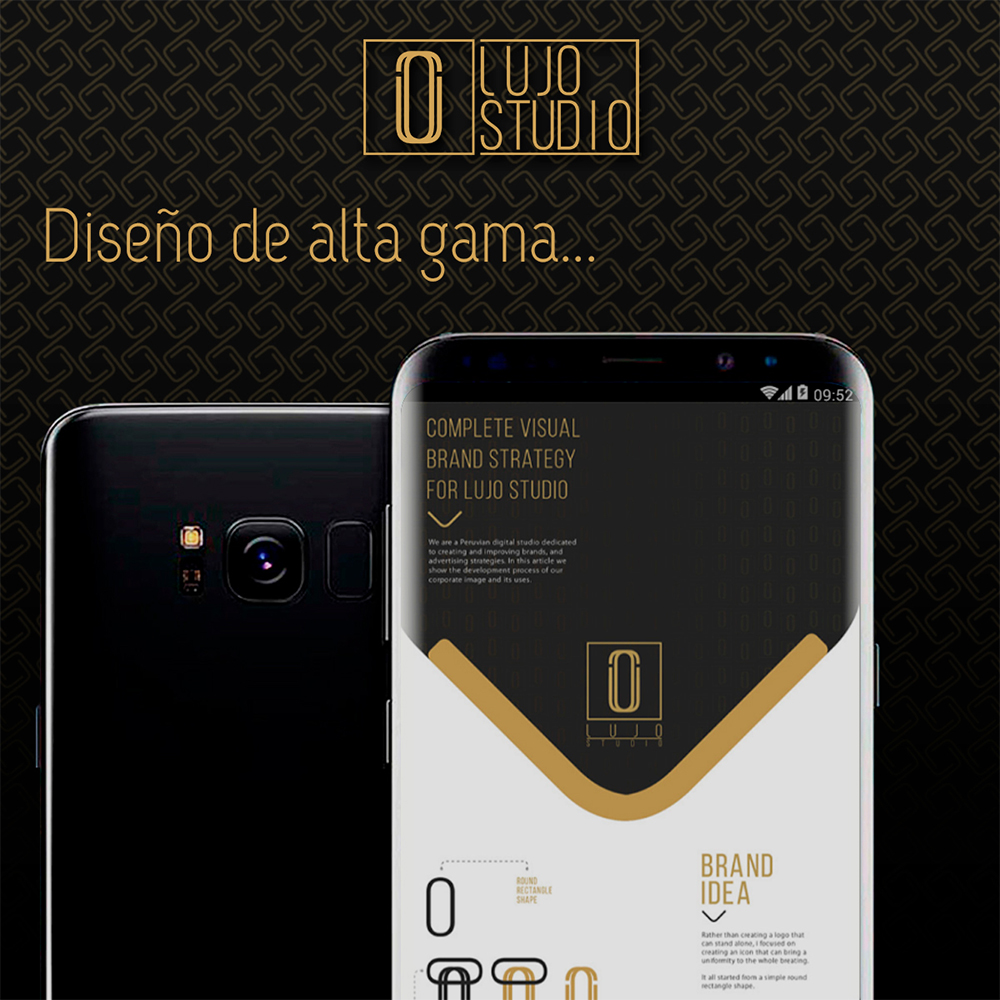 LUJO
STUDIO
Diseño de alta gama...
09:52
COMPLETE VISUAL
BRAND STRATEGY
FOR LUJO STUDIO
We are a Peruvian digital studio dedicated
to creating and improving brands, and
advertising strategies. In this article we
show the development process of our
corporate image and its uses.
LUJO
STUDIO
ROUND
RECTANGLE
SHAPE
BRAND
IDEA
Rather than creating a logo that
can stand alone, i focused on
creating an icon that can bring a
uniformity to the whole breating.
It all started from a simple round
rectangle shape.